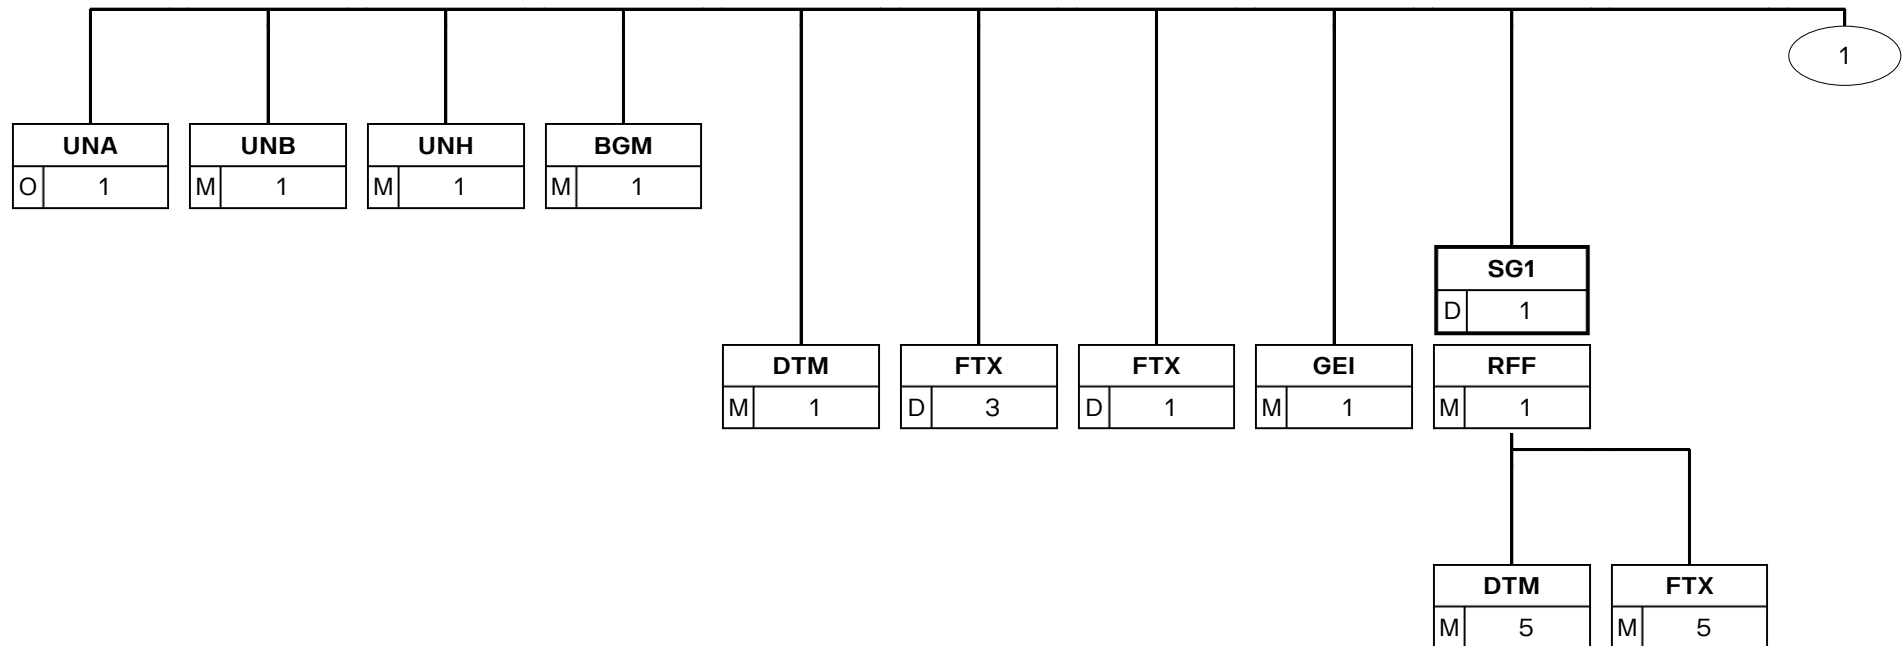 1
UNA UNB UNH BGM
O 1 M 1 M 1 M 1
SG1
D 1
DTM FTX FTX GEI RFF
M 1 D 3 D 1 M 1 M 1
DTM FTX
M 5 M 5